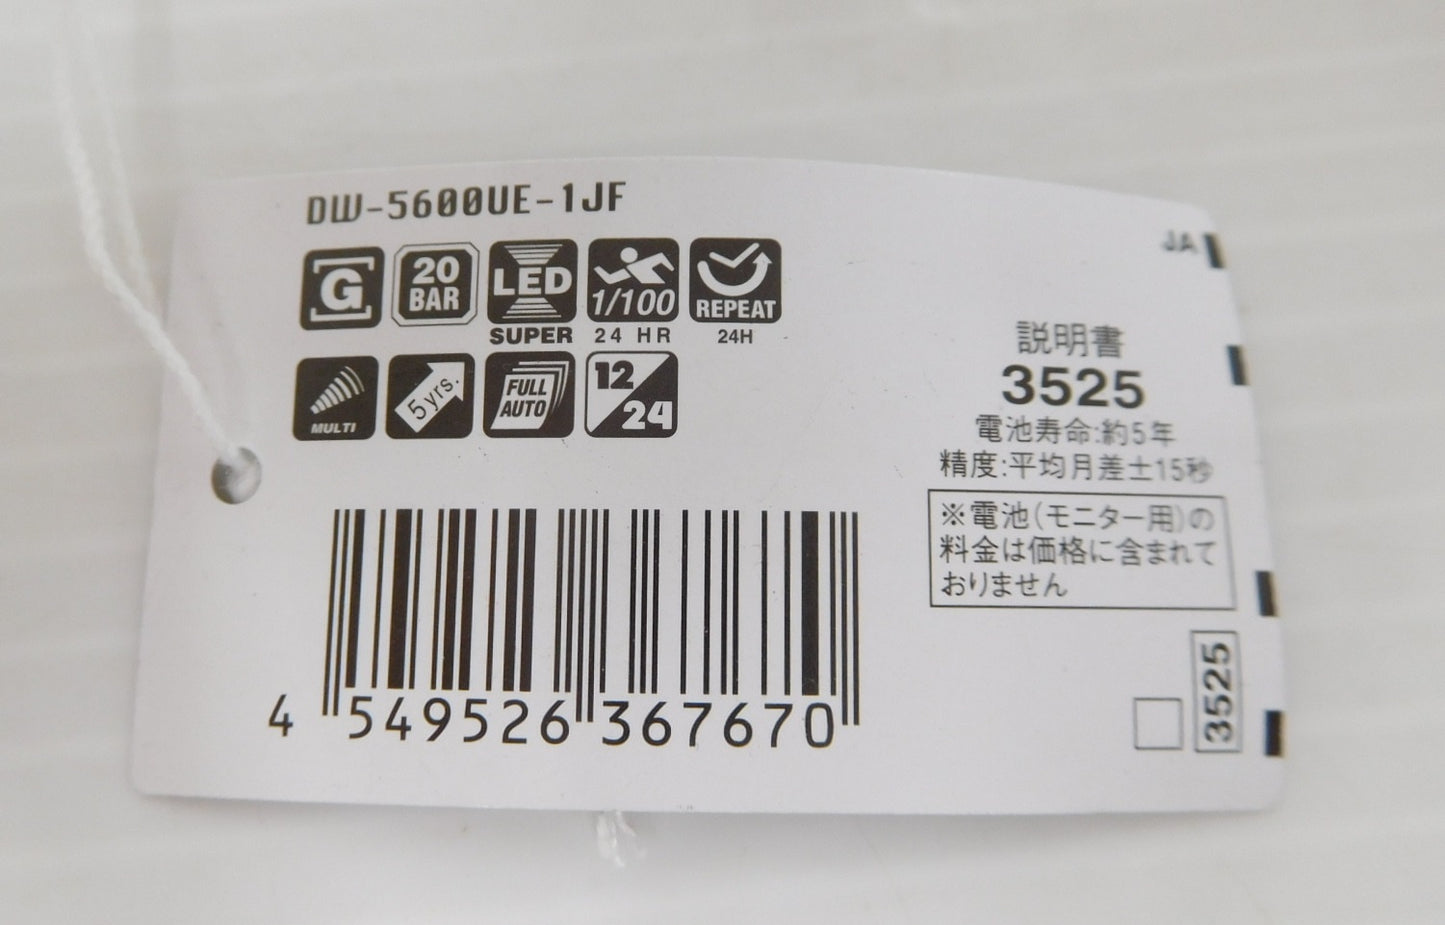 DW-5600UE-1JF
JA
G
20
BAR
LED
SUPER
1/100
24 HR
REPEAT
24H
MULTI
5yrs.
FULL
AUTO
12
24
説明書
3525
電池寿命:約5年
精度:平均月差±15秒
※電池(モニター用)の
料金は価格に含まれて
おりません
4 549526 367670
3525